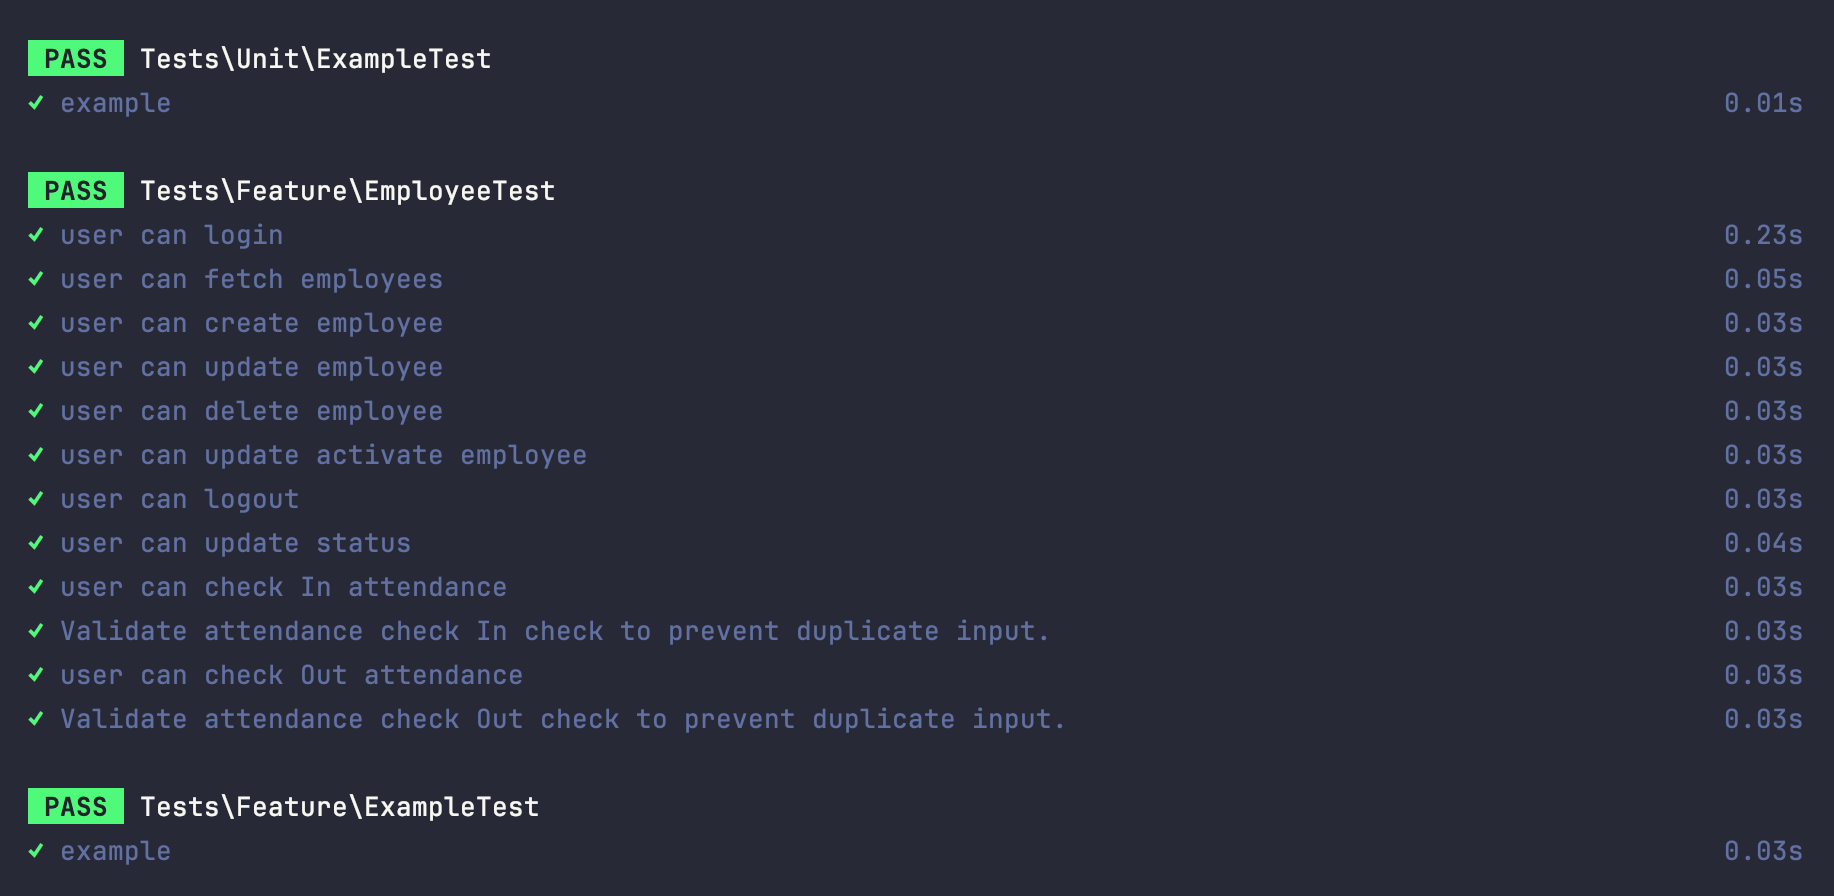 PASS Tests\Unit\ExampleTest
✓ example 0.01s
PASS Tests\Feature\EmployeeTest
✓ user can login 0.23s
✓ user can fetch employees 0.05s
✓ user can create employee 0.03s
✓ user can update employee 0.03s
✓ user can delete employee 0.03s
✓ user can update activate employee 0.03s
✓ user can logout 0.03s
✓ user can update status 0.04s
✓ user can check In attendance 0.03s
✓ Validate attendance check In check to prevent duplicate input. 0.03s
✓ user can check Out attendance 0.03s
✓ Validate attendance check Out check to prevent duplicate input. 0.03s
PASS Tests\Feature\ExampleTest
✓ example 0.03s